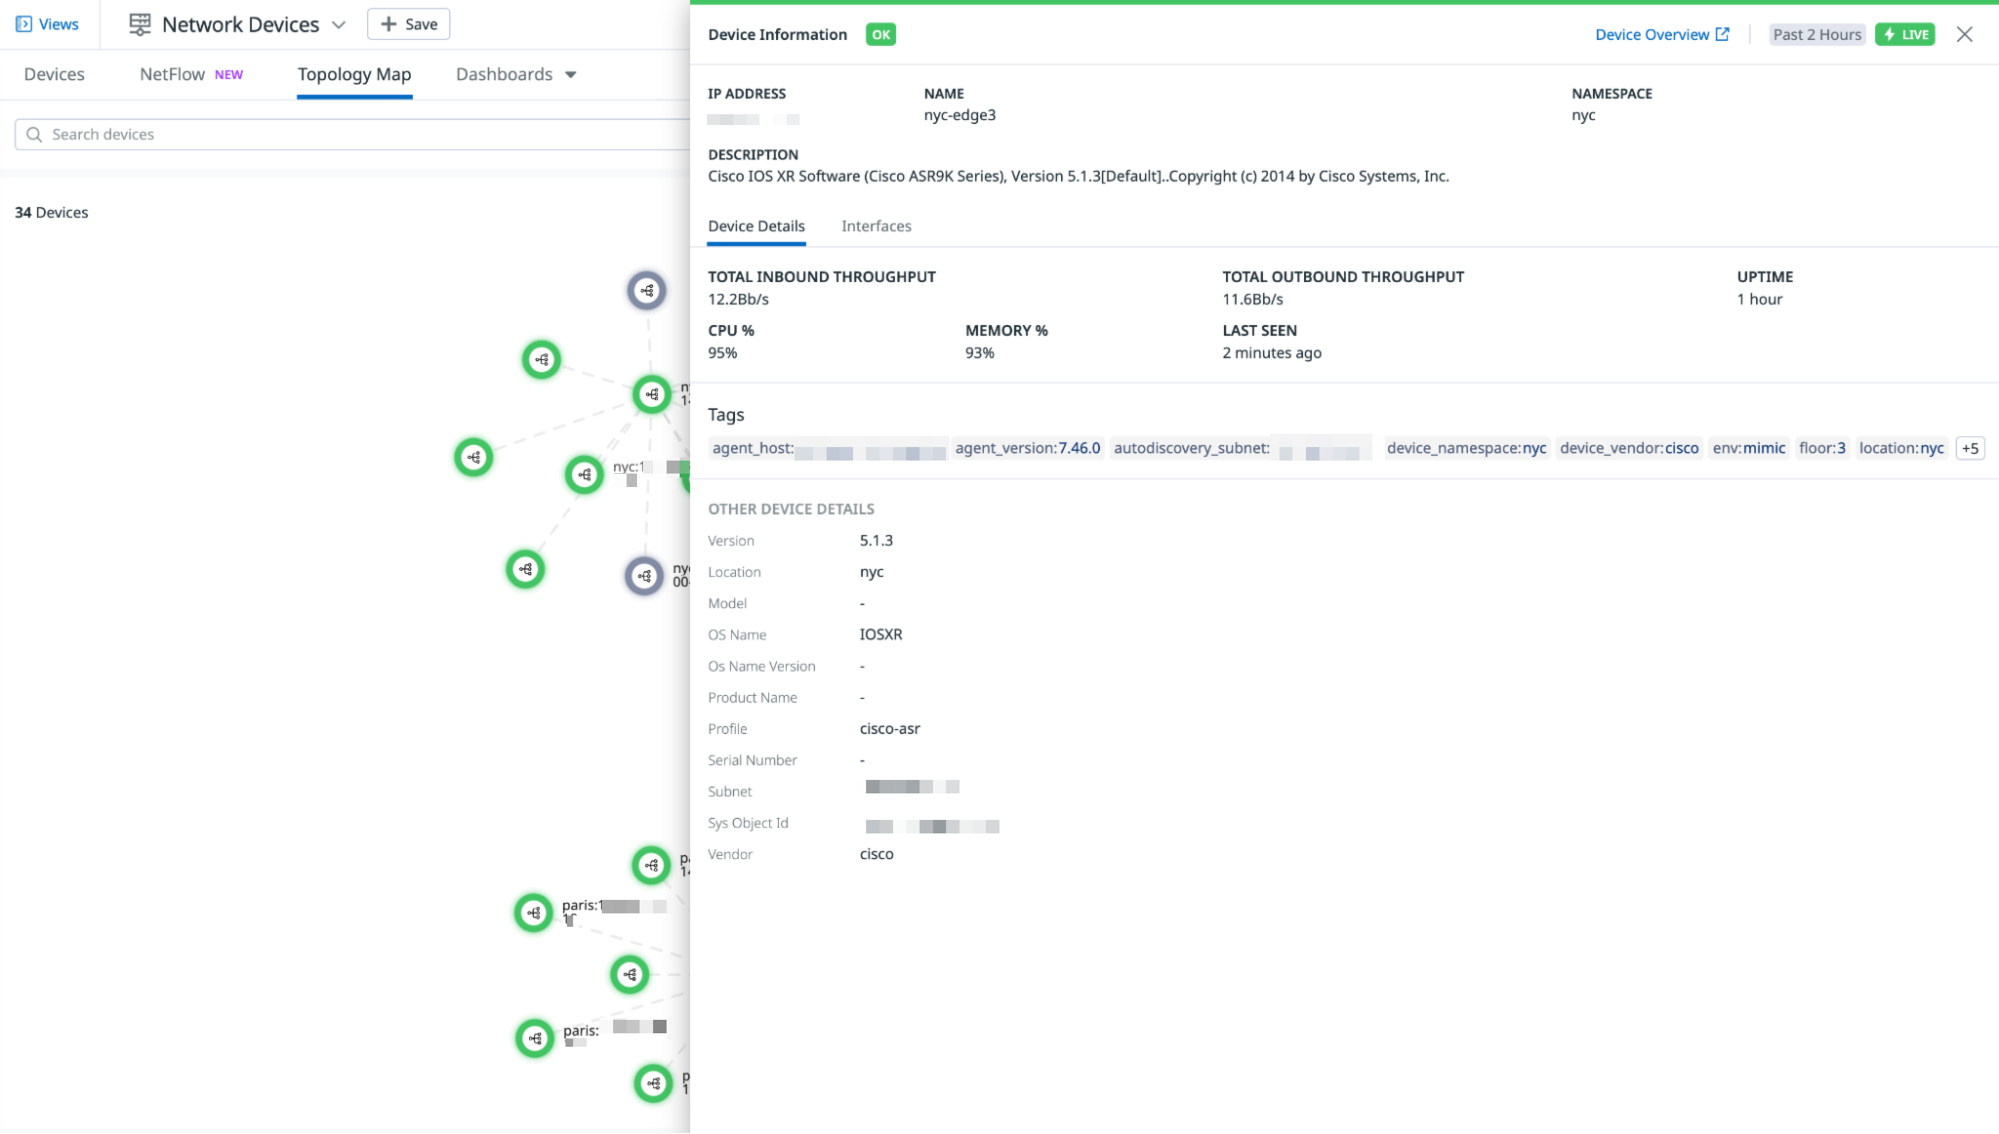 Views
Network Devices
Save
Devices
NetFlow NEW
Topology Map
Dashboards
Search devices
34 Devices
nyc:1
paris:1
paris:
Device Information OK
Device Overview
Past 2 Hours
LIVE
IP ADDRESS
NAME
nyc-edge3
NAMESPACE
nyc
DESCRIPTION
Cisco IOS XR Software (Cisco ASR9K Series), Version 5.1.3[Default]..Copyright (c) 2014 by Cisco Systems, Inc.
Device Details
Interfaces
TOTAL INBOUND THROUGHPUT
12.2Bb/s
TOTAL OUTBOUND THROUGHPUT
11.6Bb/s
UPTIME
1 hour
CPU %
95%
MEMORY %
93%
LAST SEEN
2 minutes ago
Tags
agent_host: agent_version:7.46.0 autodiscovery_subnet: device_namespace:nyc device_vendor:cisco env:mimic floor:3 location:nyc +5
OTHER DEVICE DETAILS
Version 5.1.3
Location nyc
Model -
OS Name IOSXR
Os Name Version -
Product Name -
Profile cisco-asr
Serial Number -
Subnet
Sys Object Id
Vendor cisco